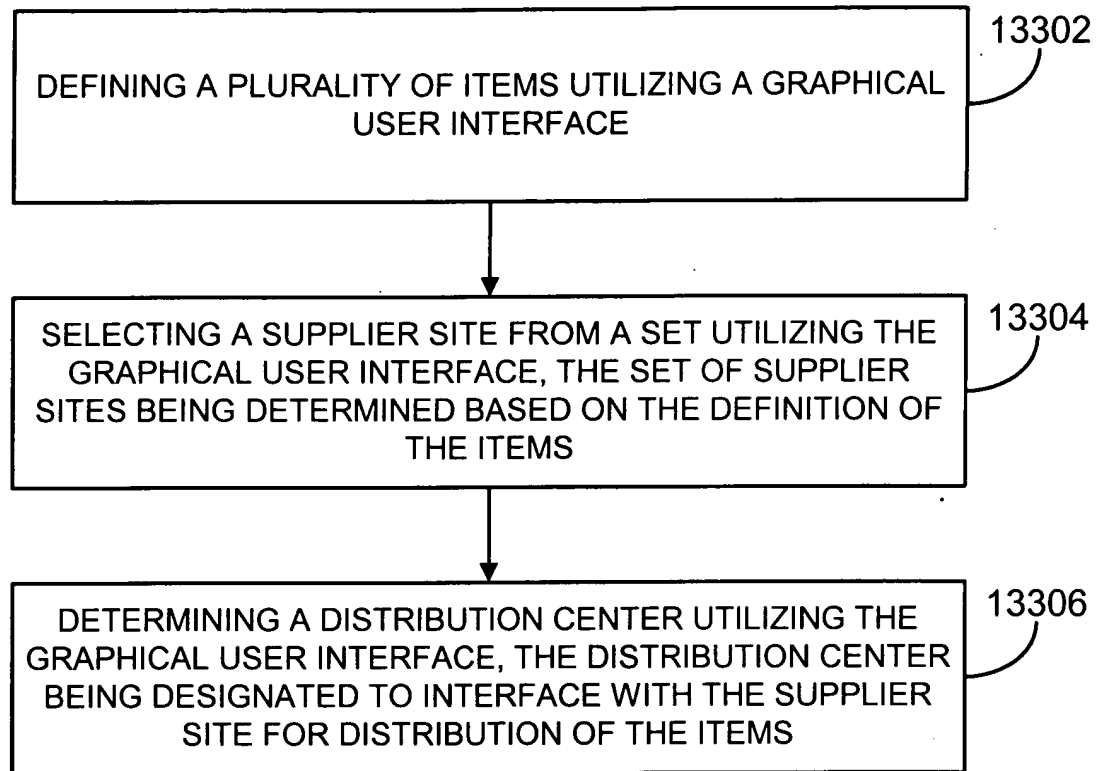 13302
DEFINING A PLURALITY OF ITEMS UTILIZING A GRAPHICAL
USER INTERFACE
13304
SELECTING A SUPPLIER SITE FROM A SET UTILIZING THE
GRAPHICAL USER INTERFACE, THE SET OF SUPPLIER
SITES BEING DETERMINED BASED ON THE DEFINITION OF
THE ITEMS
13306
DETERMINING A DISTRIBUTION CENTER UTILIZING THE
GRAPHICAL USER INTERFACE, THE DISTRIBUTION CENTER
BEING DESIGNATED TO INTERFACE WITH THE SUPPLIER
SITE FOR DISTRIBUTION OF THE ITEMS